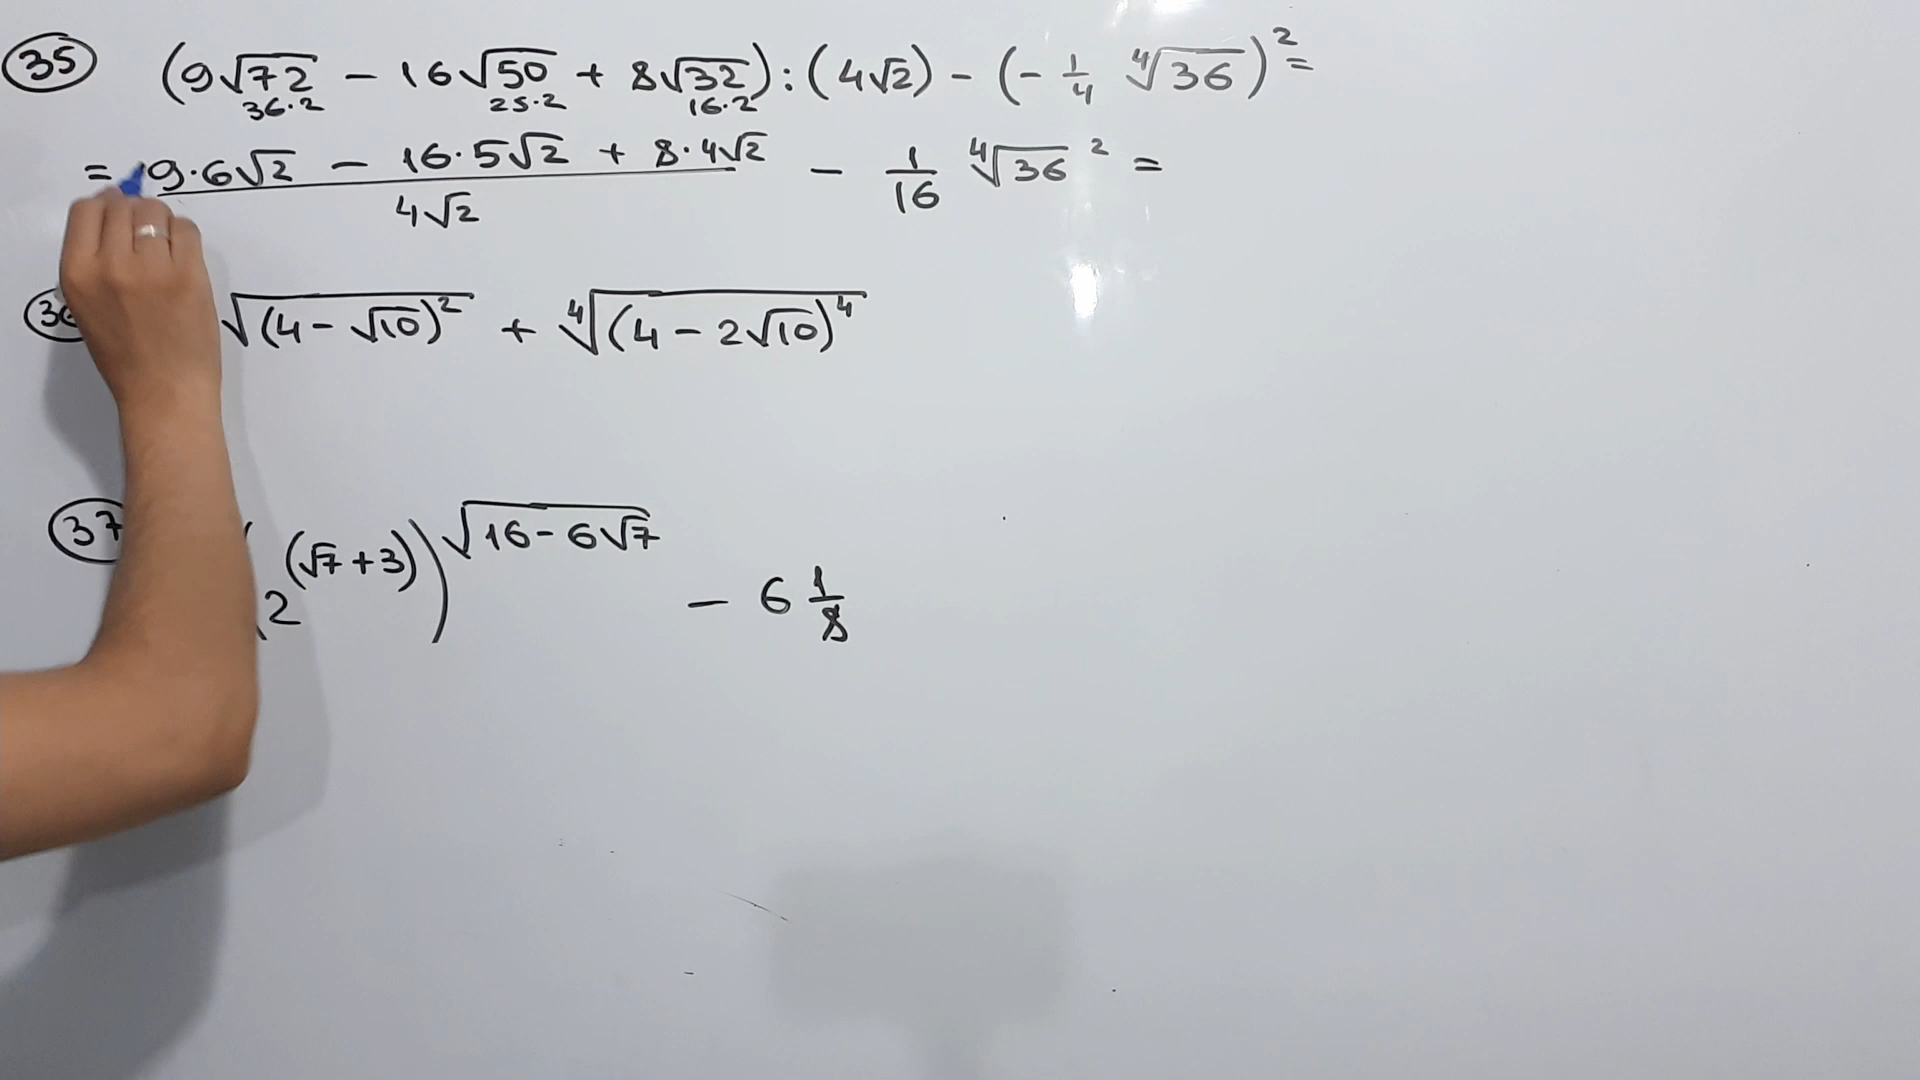 35 (9√72 − 16√50 + 8√32) : (4√2) − (−1/4 ∜36)² =
36·2 25·2 16·2
= 9·6√2 − 16·5√2 + 8·4√2 / 4√2 − 1/16 ∜36² =
√(4−√10)² + ∜(4−2√10)⁴
37 (2^(√7+3))^√(16−6√7) − 6 1/8